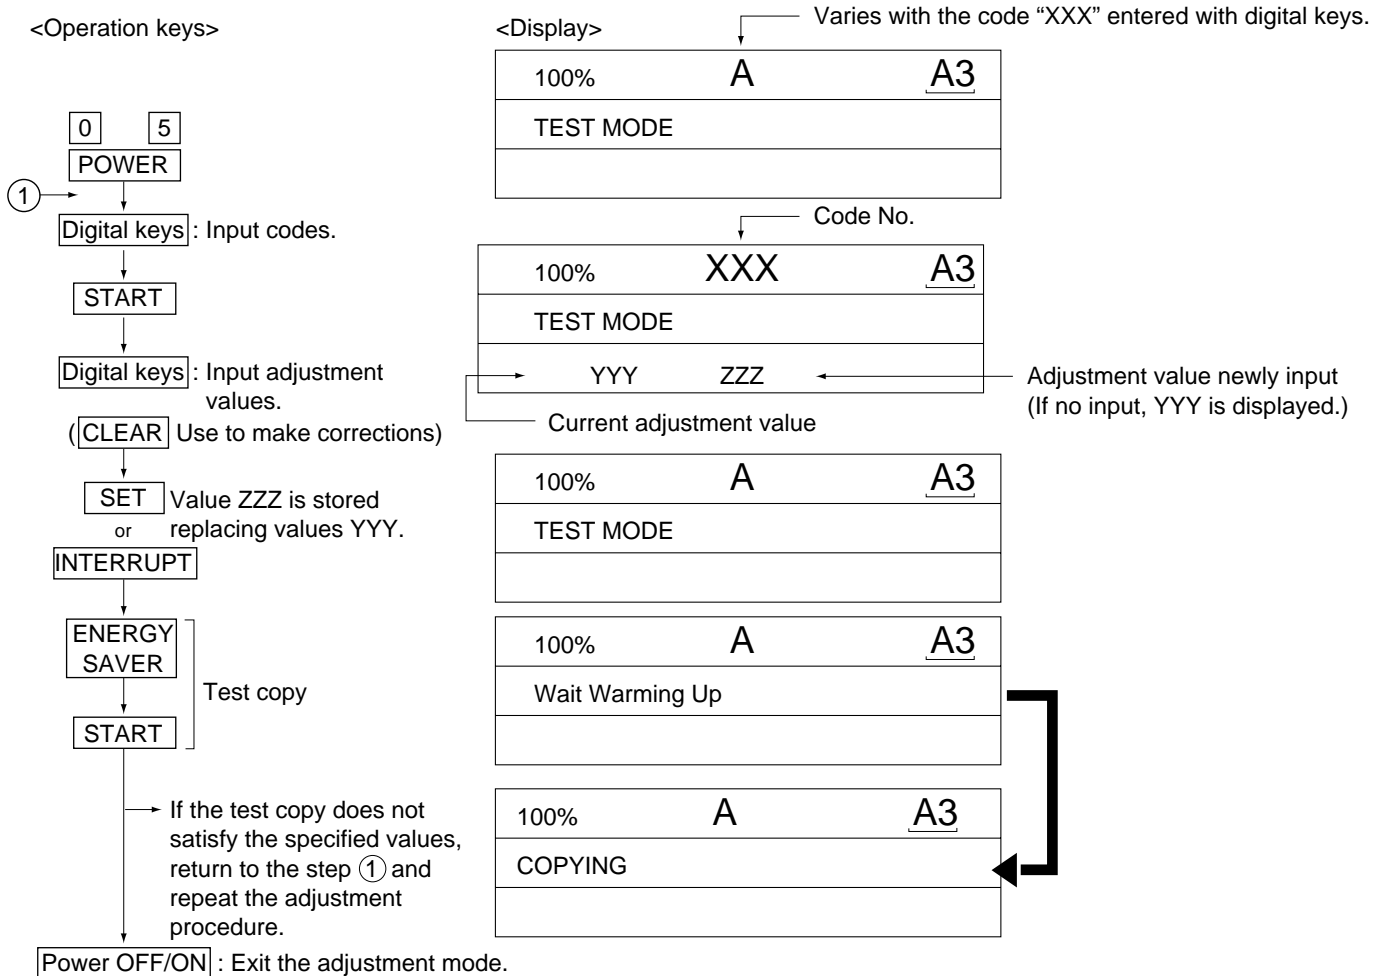 Varies with the code “XXX” entered with digital keys.
<Operation keys>
<Display>
100% A A3
TEST MODE
0 5
POWER
1
Digital keys : Input codes.
Code No.
100% XXX A3
START
TEST MODE
Digital keys : Input adjustment
values.
YYY ZZZ
Adjustment value newly input
(If no input, YYY is displayed.)
(CLEAR Use to make corrections)
Current adjustment value
SET Value ZZZ is stored
or replacing values YYY.
INTERRUPT
100% A A3
TEST MODE
ENERGY
SAVER
START
Test copy
100% A A3
Wait Warming Up
If the test copy does not
satisfy the specified values,
return to the step 1 and
repeat the adjustment
procedure.
100% A A3
COPYING
Power OFF/ON : Exit the adjustment mode.